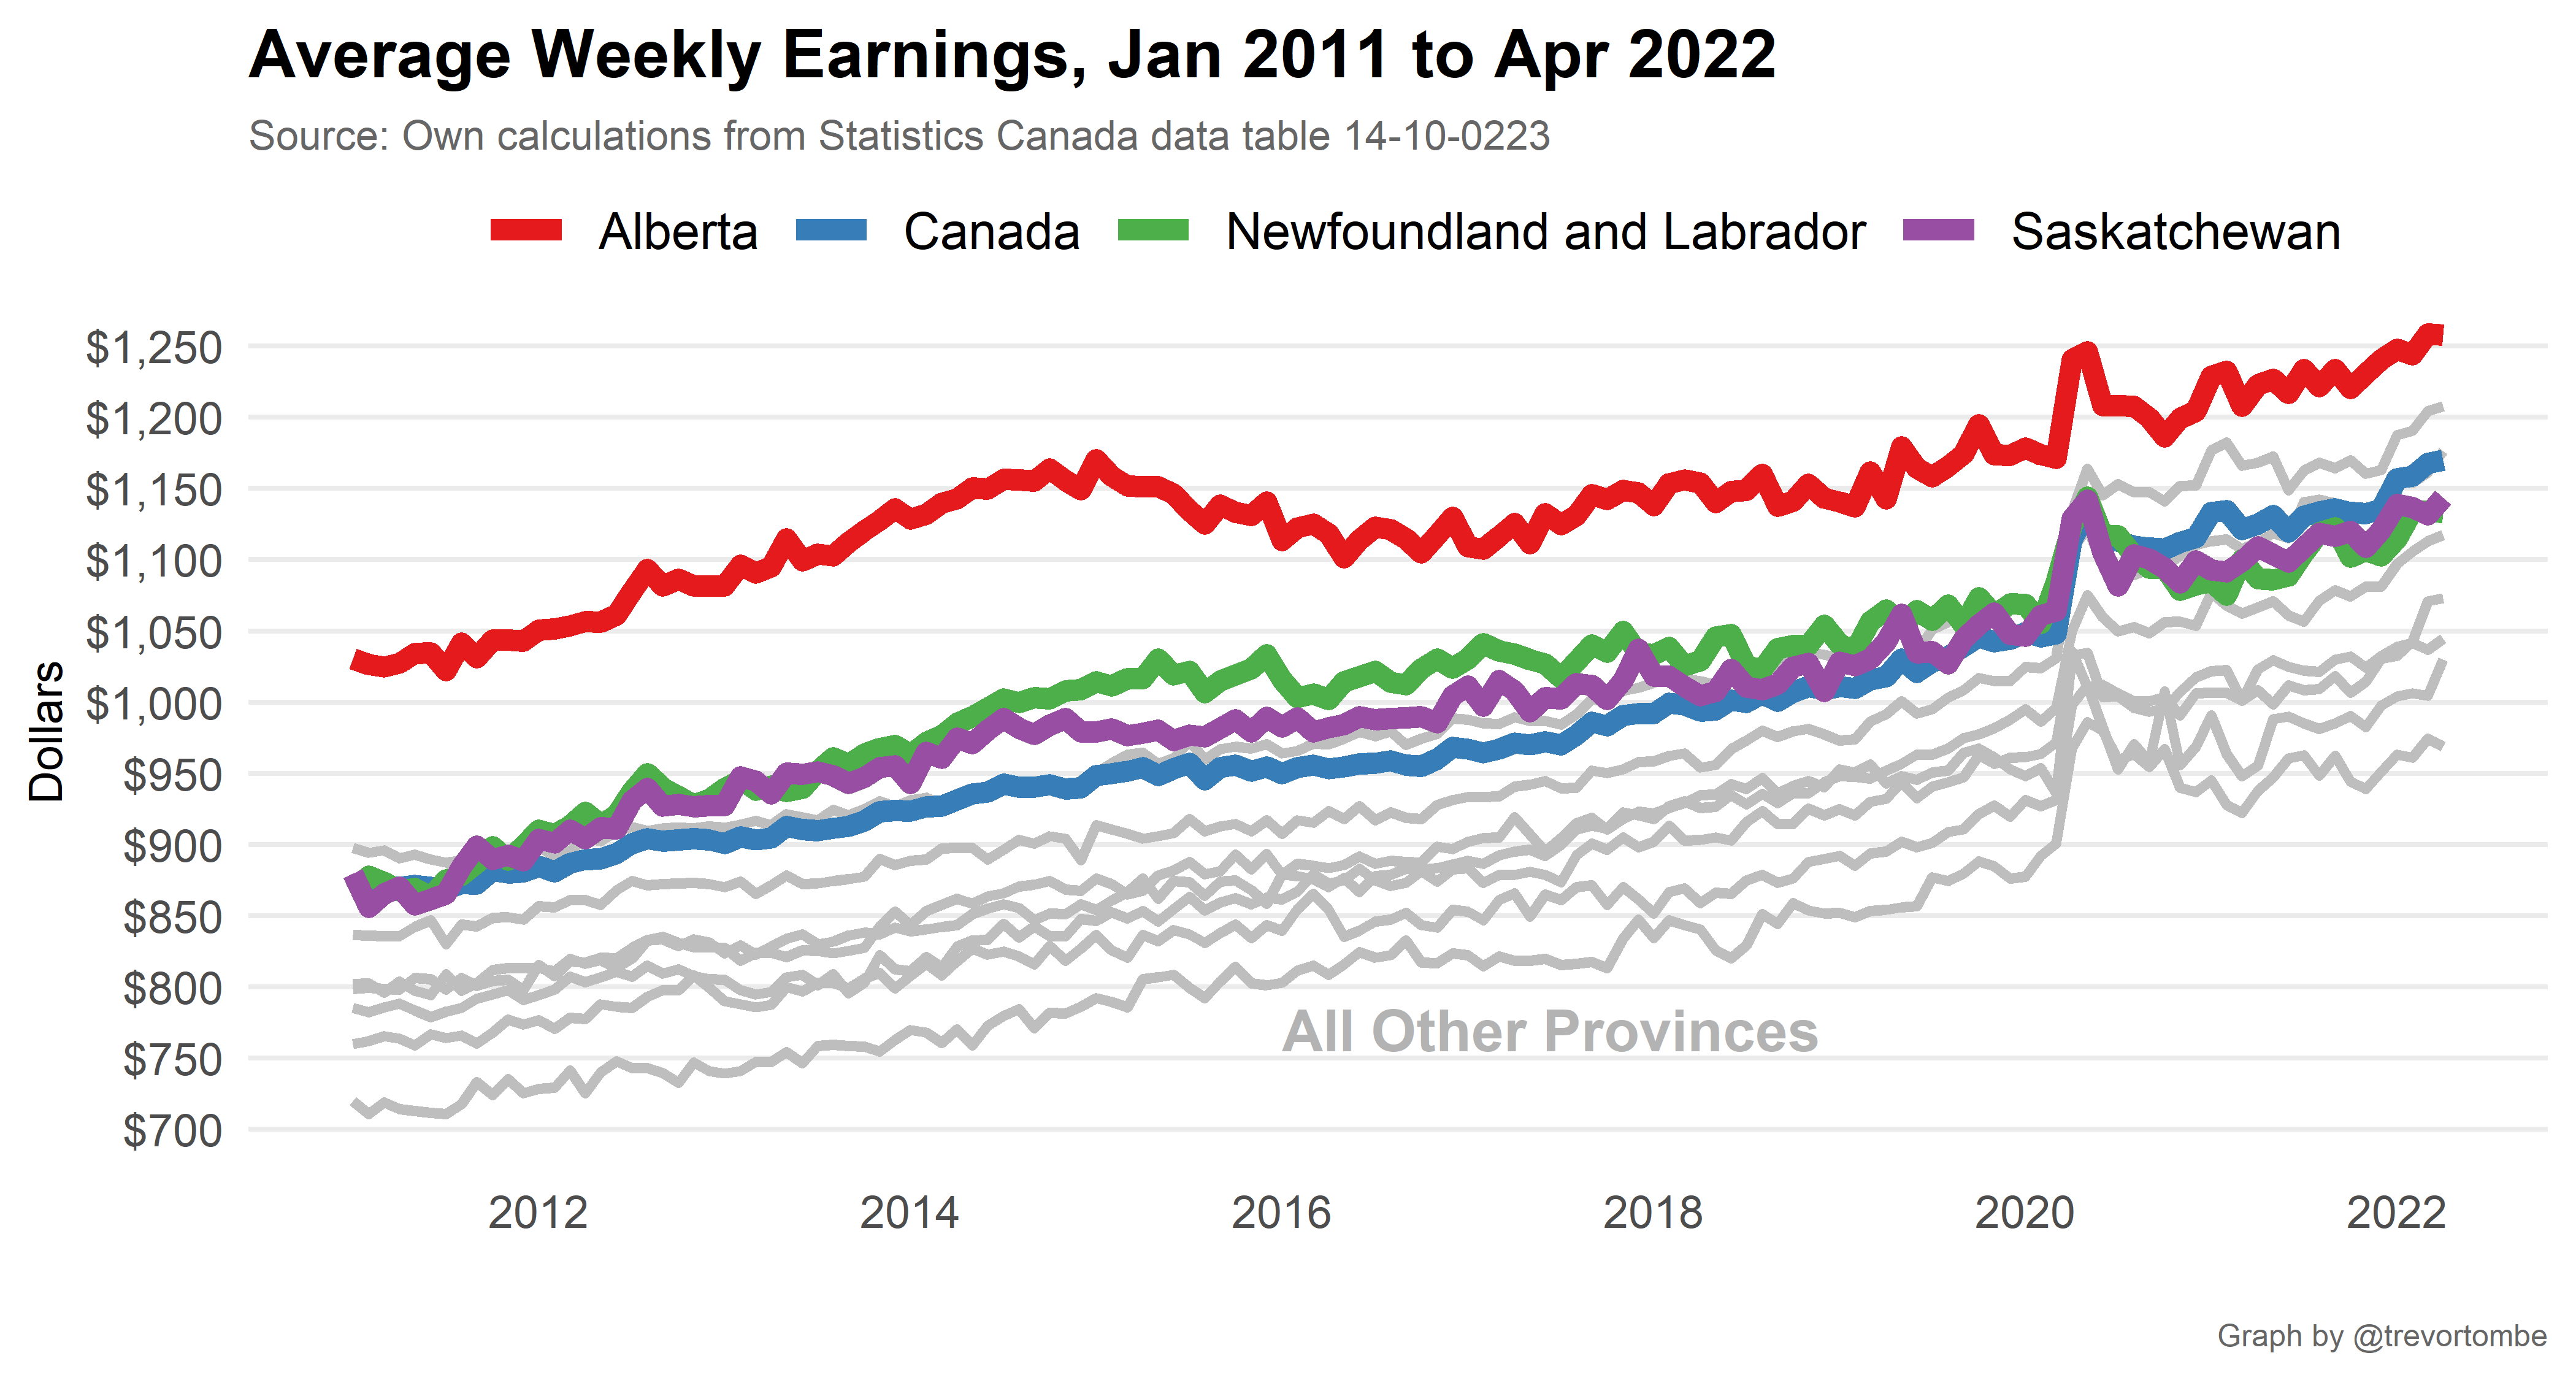 Average Weekly Earnings, Jan 2011 to Apr 2022
Source: Own calculations from Statistics Canada data table 14-10-0223
Alberta Canada Newfoundland and Labrador Saskatchewan
$1,250
$1,200
$1,150
$1,100
$1,050
$1,000
$950
$900
$850
$800
$750
$700
Dollars
All Other Provinces
2012 2014 2016 2018 2020 2022
Graph by @trevortombe